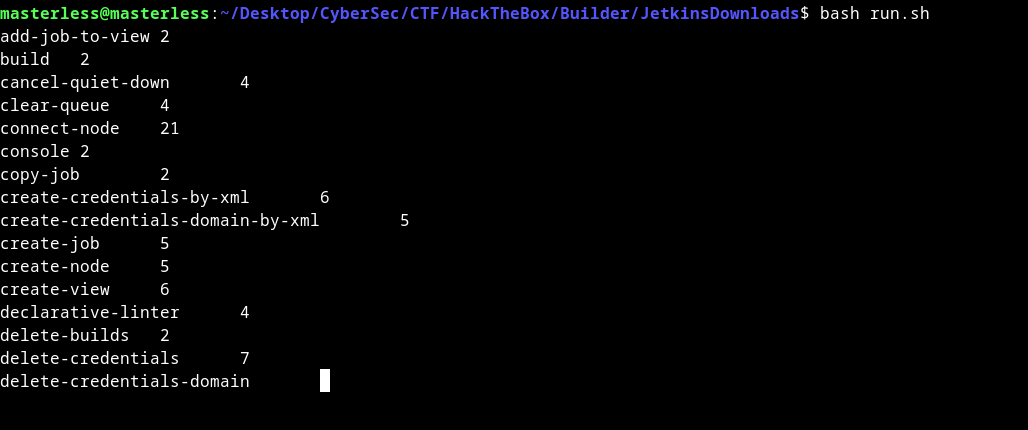 masterless@masterless:~/Desktop/CyberSec/CTF/HackTheBox/Builder/JetkinsDownloads$ bash run.sh
add-job-to-view 2
build   2
cancel-quiet-down       4
clear-queue     4
connect-node    21
console 2
copy-job        2
create-credentials-by-xml       6
create-credentials-domain-by-xml        5
create-job      5
create-node     5
create-view     6
declarative-linter      4
delete-builds   2
delete-credentials      7
delete-credentials-domain